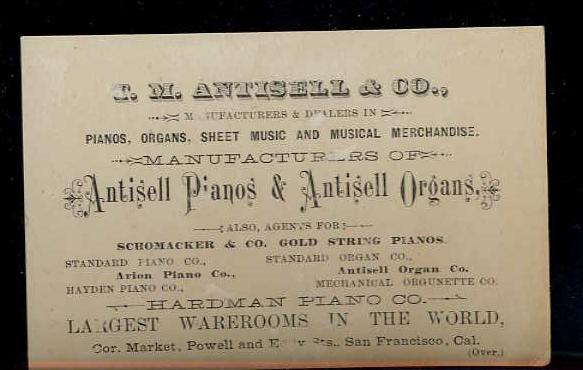 T. M. ANTISELL & CO.,
MANUFACTURERS & DEALERS IN
PIANOS, ORGANS, SHEET MUSIC AND MUSICAL MERCHANDISE.
MANUFACTURERS OF
Antisell Pianos & Antisell Organs,
ALSO, AGENTS FOR
SCHOMACKER & CO. GOLD STRING PIANOS.
STANDARD PIANO CO., STANDARD ORGAN CO.,
Arion Piano Co., Antisell Organ Co.
HAYDEN PIANO CO., MECHANICAL ORGUNETTE CO.
HARDMAN PIANO CO.
LARGEST WAREROOMS IN THE WORLD,
Cor. Market, Powell and Eddy Sts., San Francisco, Cal.
(Over.)